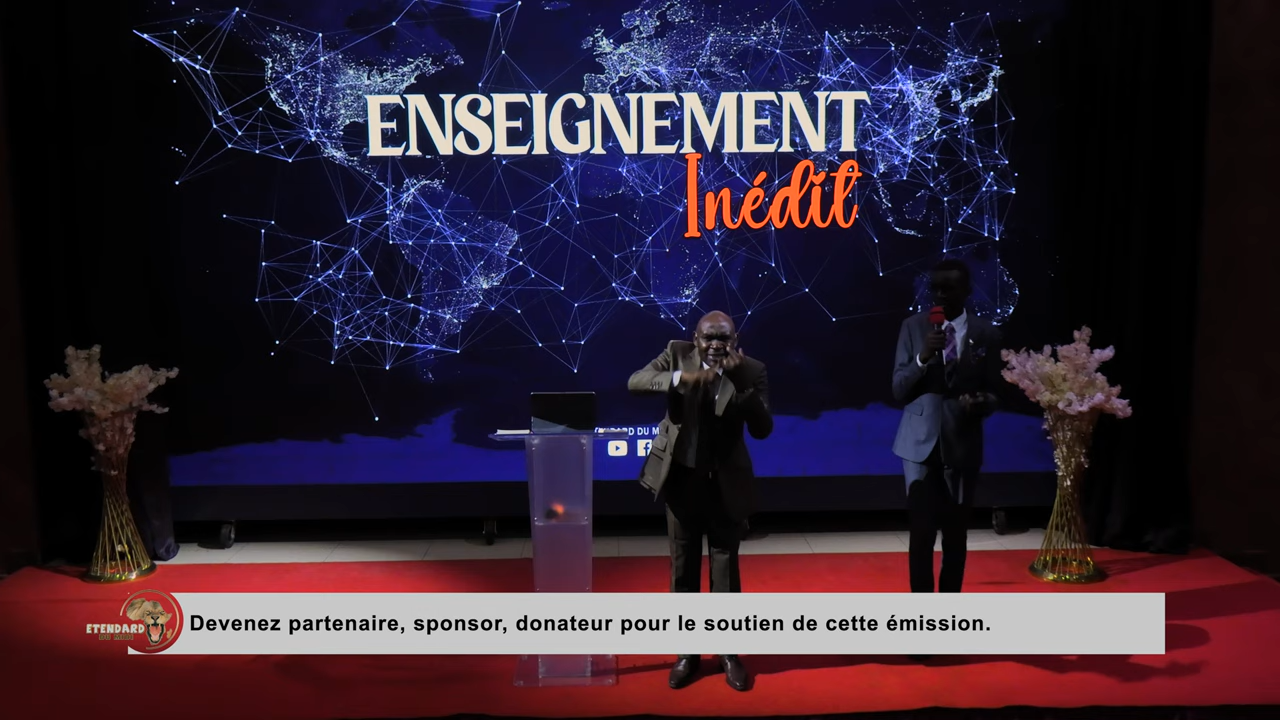 ENSEIGNEMENT
Inédit
ETENDARD
Devenez partenaire, sponsor, donateur pour le soutien de cette émission.